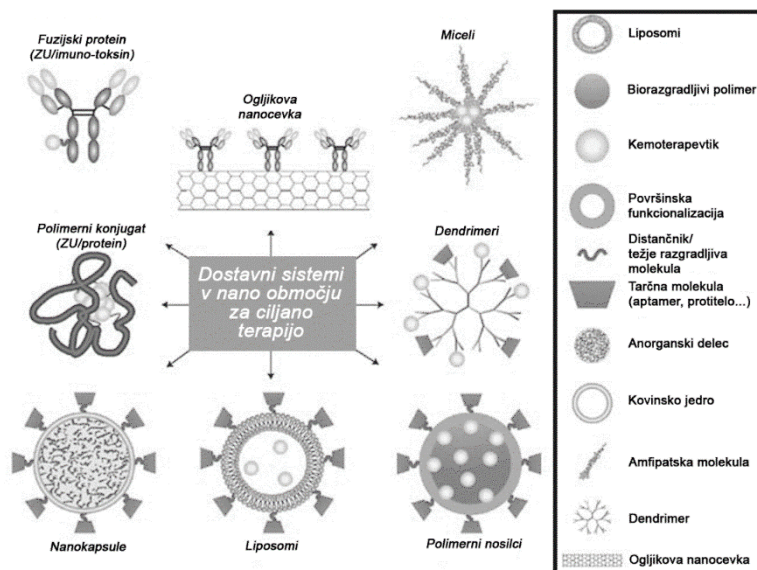 Fuzijski protein
(ZU/imuno-toksin)
Ogljikova
nanocevka
Miceli
Polimerni konjugat
(ZU/protein)
Dostavni sistemi
v nano območju
za ciljano
terapijo
Dendrimeri
Nanokapsule
Liposomi
Polimerni nosilci
Liposomi
Biorazgradljivi polimer
Kemoterapevtik
Površinska
funkcionalizacija
Distančnik/
težje razgradljiva
molekula
Tarčna molekula
(aptamer, protitelo...)
Anorganski delec
Kovinsko jedro
Amfipatska molekula
Dendrimer
Ogljikova nanocevka